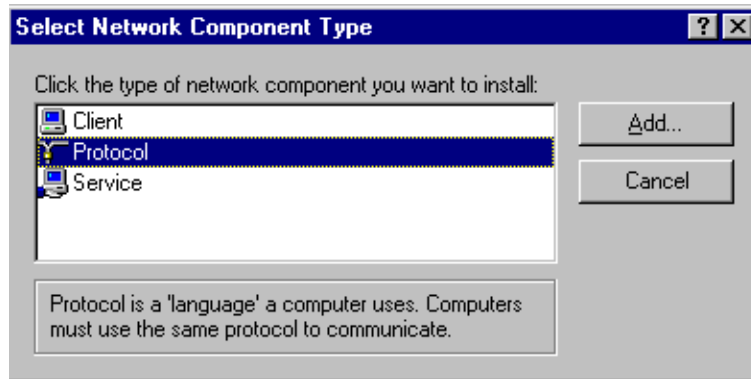 Select Network Component Type
Click the type of network component you want to install:
Client
Protocol
Service
Add...
Cancel
Protocol is a 'language' a computer uses. Computers
must use the same protocol to communicate.